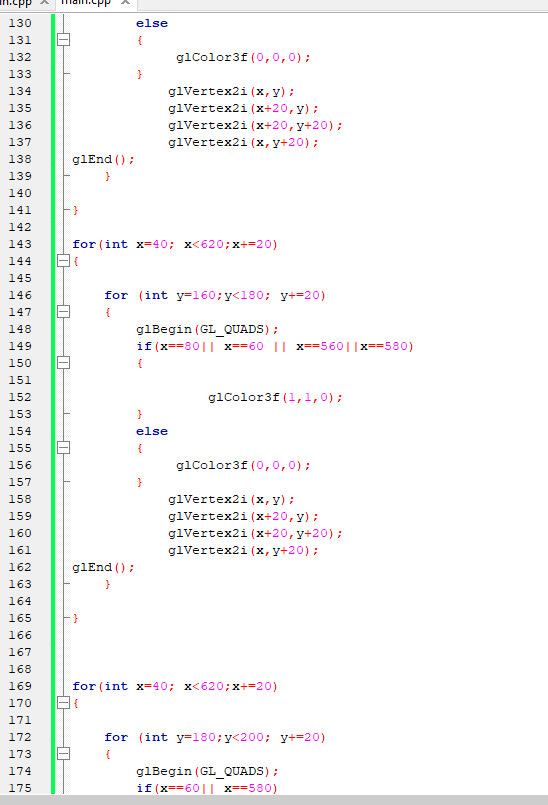 main.cpp
130 else
131 {
132 glColor3f(0,0,0);
133 }
134 glVertex2i(x,y);
135 glVertex2i(x+20,y);
136 glVertex2i(x+20,y+20);
137 glVertex2i(x,y+20);
138 glEnd();
139 }
140
141 }
142
143 for(int x=40; x<620;x+=20)
144 {
145
146 for (int y=160;y<180; y+=20)
147 {
148 glBegin(GL_QUADS);
149 if(x==80|| x==60 || x==560||x==580)
150 {
151
152 glColor3f(1,1,0);
153 }
154 else
155 {
156 glColor3f(0,0,0);
157 }
158 glVertex2i(x,y);
159 glVertex2i(x+20,y);
160 glVertex2i(x+20,y+20);
161 glVertex2i(x,y+20);
162 glEnd();
163 }
164
165 }
166
167
168
169 for(int x=40; x<620;x+=20)
170 {
171
172 for (int y=180;y<200; y+=20)
173 {
174 glBegin(GL_QUADS);
175 if(x==60|| x==580)